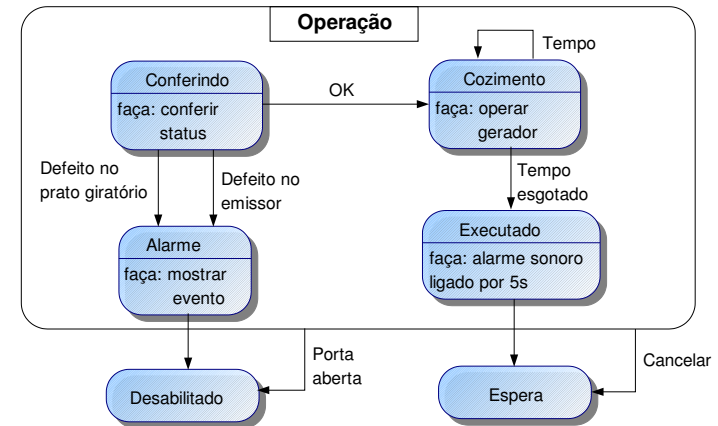 Operação
Tempo
Conferindo
faça: conferir
status
OK
Cozimento
faça: operar
gerador
Defeito no
prato giratório
Defeito no
emissor
Tempo
esgotado
Alarme
faça: mostrar
evento
Executado
faça: alarme sonoro
ligado por 5s
Porta
aberta
Cancelar
Desabilitado
Espera